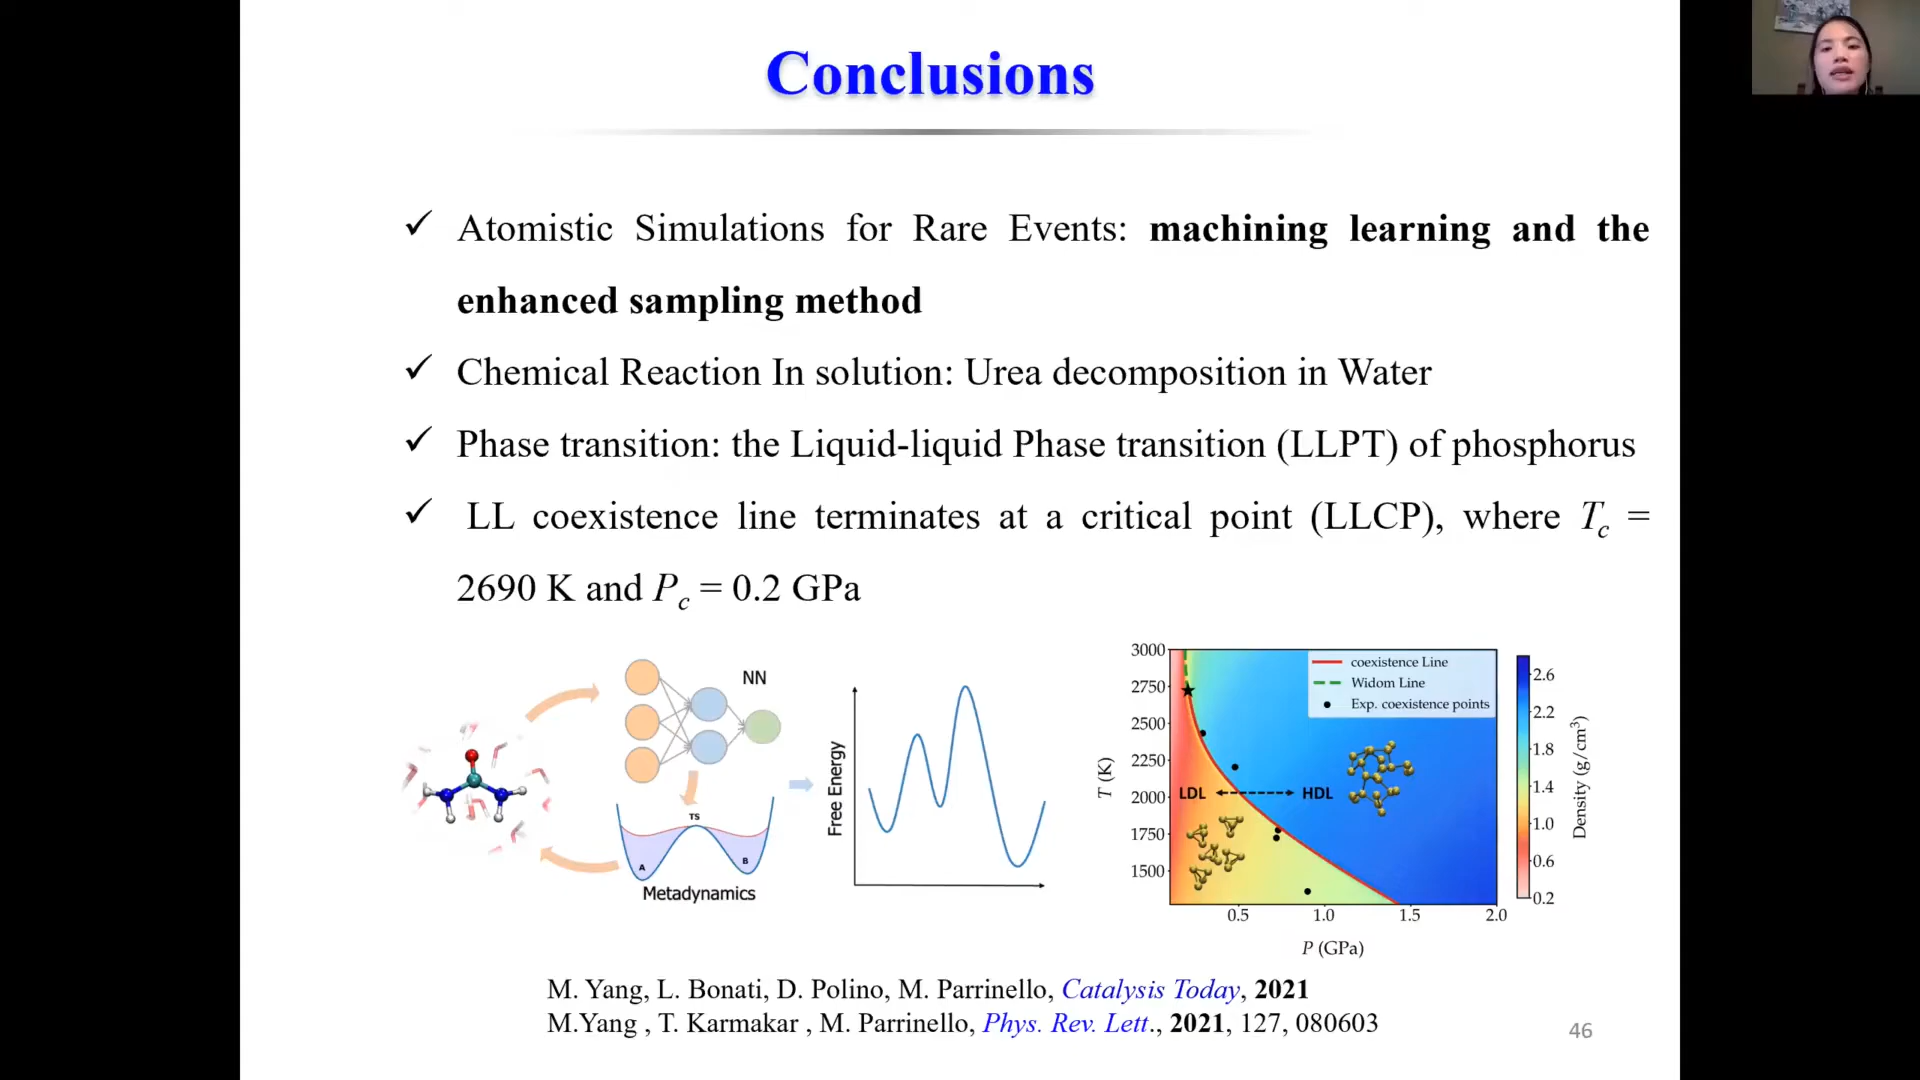 Conclusions
✓ Atomistic Simulations for Rare Events: machining learning and the
enhanced sampling method
✓ Chemical Reaction In solution: Urea decomposition in Water
✓ Phase transition: the Liquid-liquid Phase transition (LLPT) of phosphorus
✓ LL coexistence line terminates at a critical point (LLCP), where Tc =
2690 K and Pc = 0.2 GPa
NN
TS
A
B
Metadynamics
Free Energy
3000
2750
2500
2250
2000
1750
1500
T (K)
coexistence Line
Widom Line
Exp. coexistence points
LDL
HDL
0.5 1.0 1.5 2.0
P (GPa)
2.6
2.2
1.8
1.4
1.0
0.6
0.2
Density (g/cm³)
M. Yang, L. Bonati, D. Polino, M. Parrinello, Catalysis Today, 2021
M.Yang , T. Karmakar , M. Parrinello, Phys. Rev. Lett., 2021, 127, 080603
46